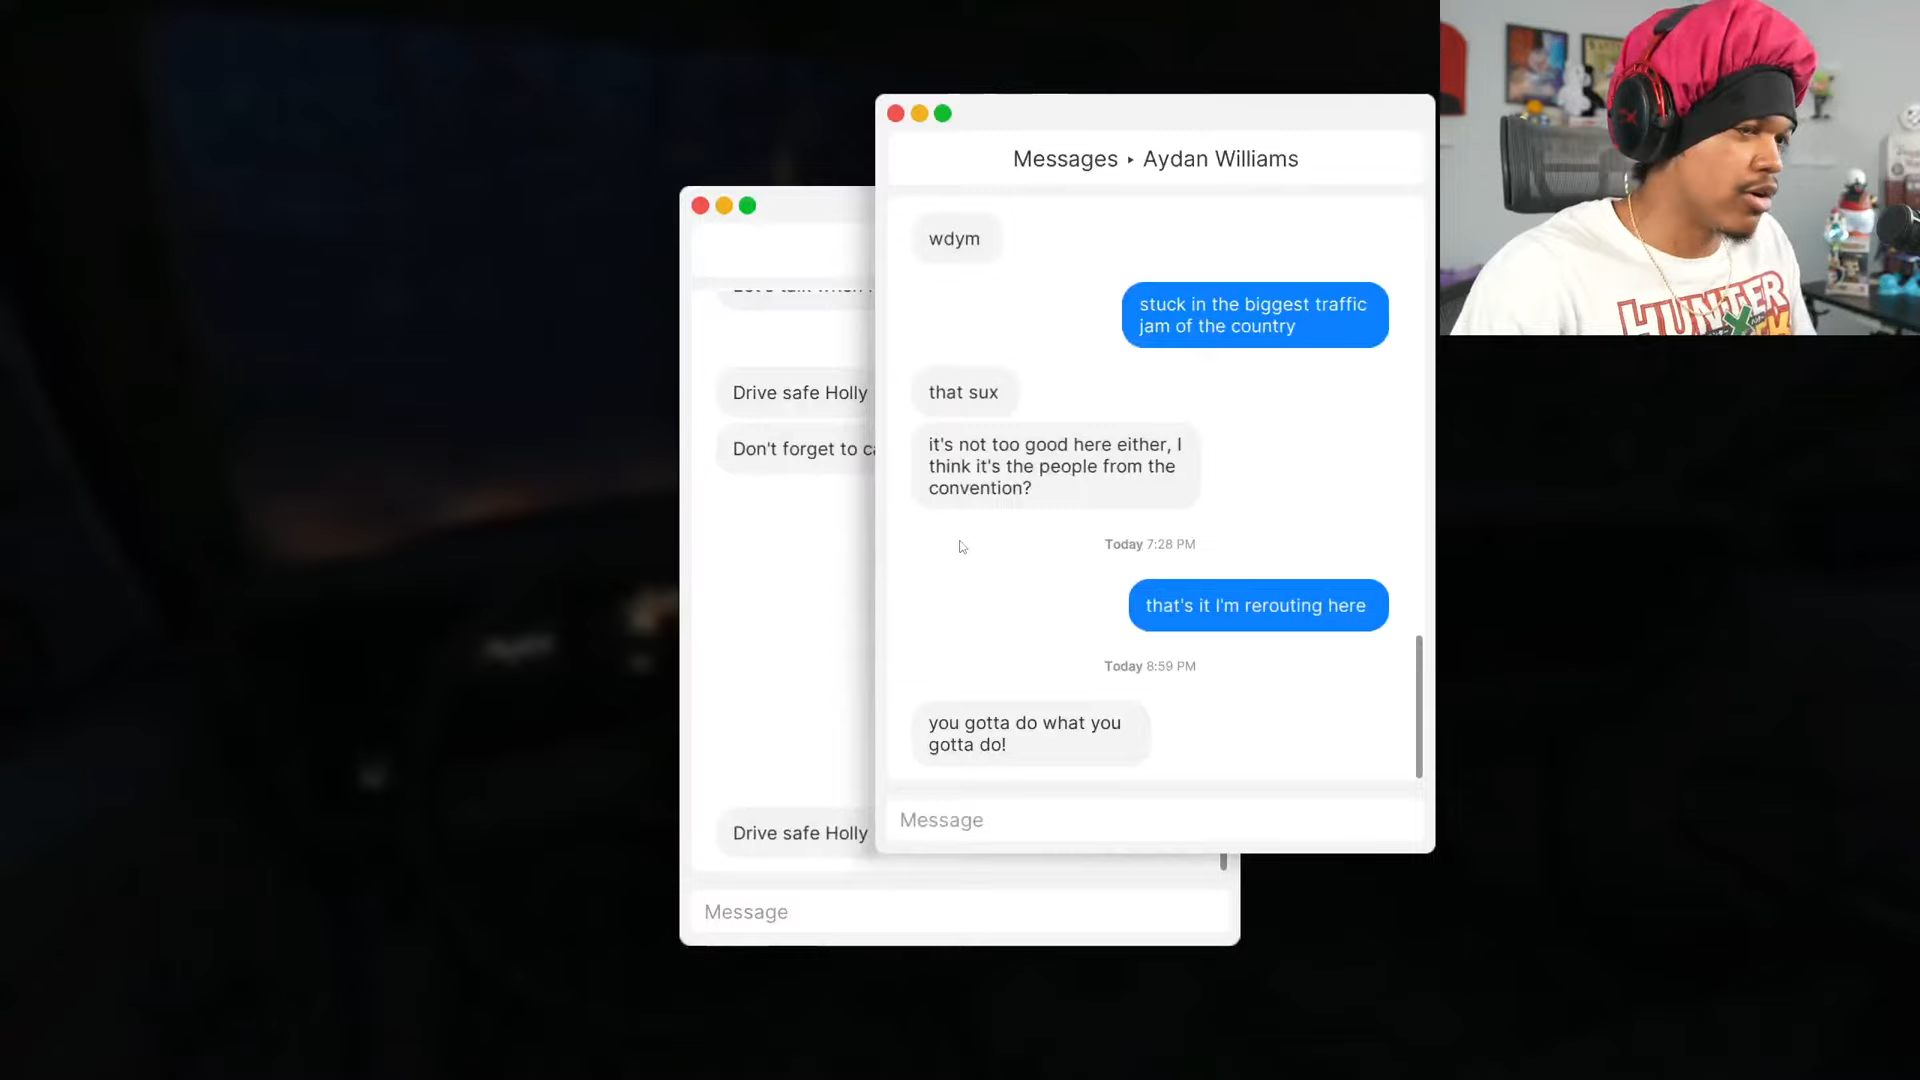 Messages ▸ Aydan Williams
wdym
stuck in the biggest traffic
jam of the country
that sux
it's not too good here either, I
think it's the people from the
convention?
Today 7:28 PM
that's it I'm rerouting here
Today 8:59 PM
you gotta do what you
gotta do!
Message
Drive safe Holly
Don't forget to
Drive safe Holly
Message
HUNTER